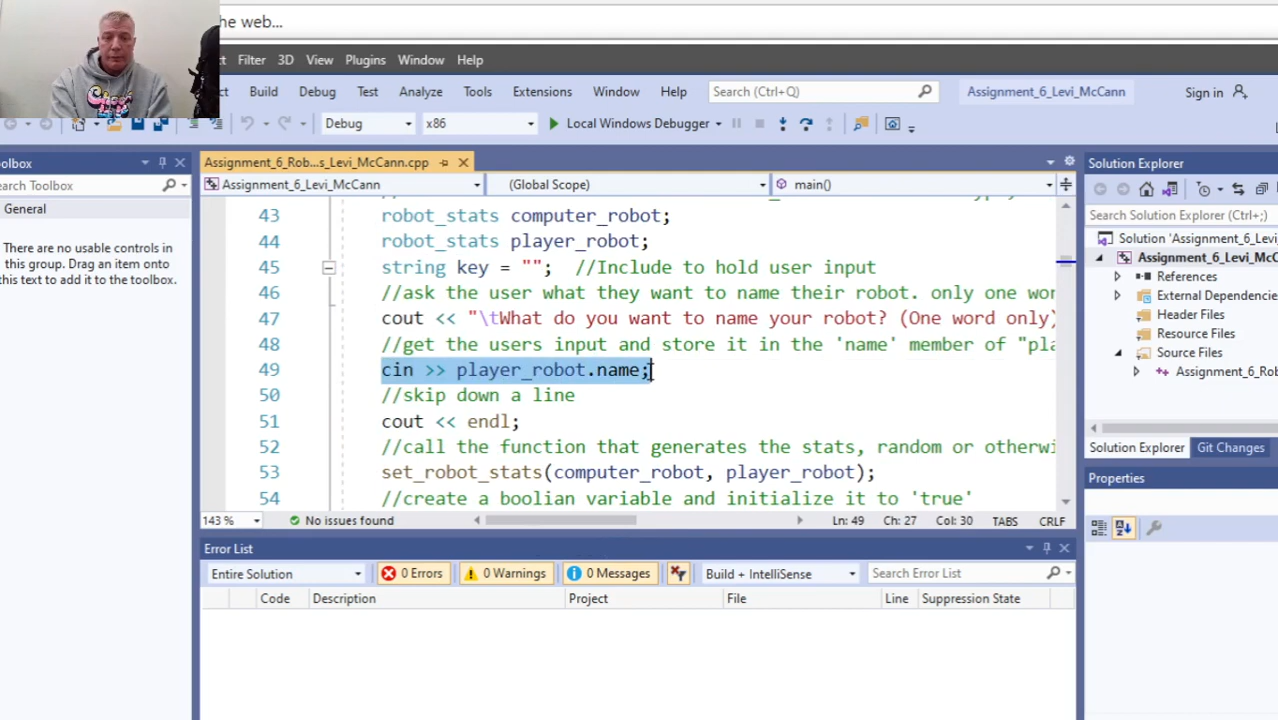 he web...
Filter 3D View Plugins Window Help
Build Debug Test Analyze Tools Extensions Window Help Search (Ctrl+Q) Assignment_6_Levi_McCann Sign in
Debug x86 Local Windows Debugger
oolbox
earch Toolbox
General
There are no usable controls in
this group. Drag an item onto
this text to add it to the toolbox.
Assignment_6_Rob...s_Levi_McCann.cpp
Assignment_6_Levi_McCann (Global Scope) main()
43 robot_stats computer_robot;
44 robot_stats player_robot;
45 string key = ""; //Include to hold user input
46 //ask the user what they want to name their robot. only one wor
47 cout << "\tWhat do you want to name your robot? (One word only)
48 //get the users input and store it in the 'name' member of "pla
49 cin >> player_robot.name;
50 //skip down a line
51 cout << endl;
52 //call the function that generates the stats, random or otherwi
53 set_robot_stats(computer_robot, player_robot);
54 //create a boolian variable and initialize it to 'true'
143 % No issues found Ln: 49 Ch: 27 Col: 30 TABS CRLF
Error List
Entire Solution 0 Errors 0 Warnings 0 Messages Build + IntelliSense Search Error List
Code Description Project File Line Suppression State
Solution Explorer
Search Solution Explorer (Ctrl+;)
Solution 'Assignment_6_Levi
Assignment_6_Levi_McC
References
External Dependencie
Header Files
Resource Files
Source Files
Assignment_6_Rob
Solution Explorer Git Changes
Properties